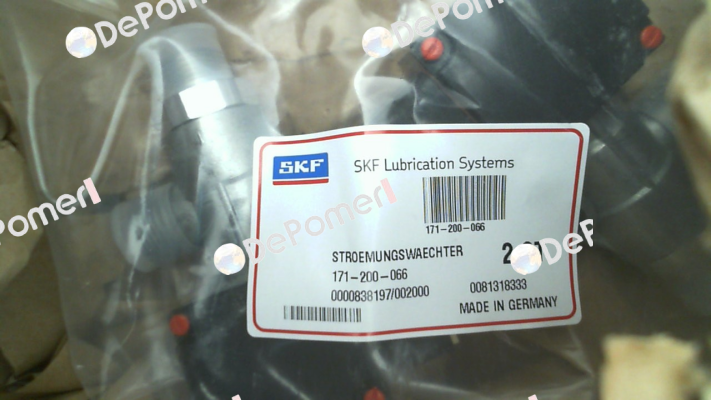 DePomerl
DePomerl
SKF
SKF Lubrication Systems
171-200-066
DePomerl
DePomerl
STROEMUNGSWAECHTER
171-200-066
0000838197/002000
0081318333
MADE IN GERMANY